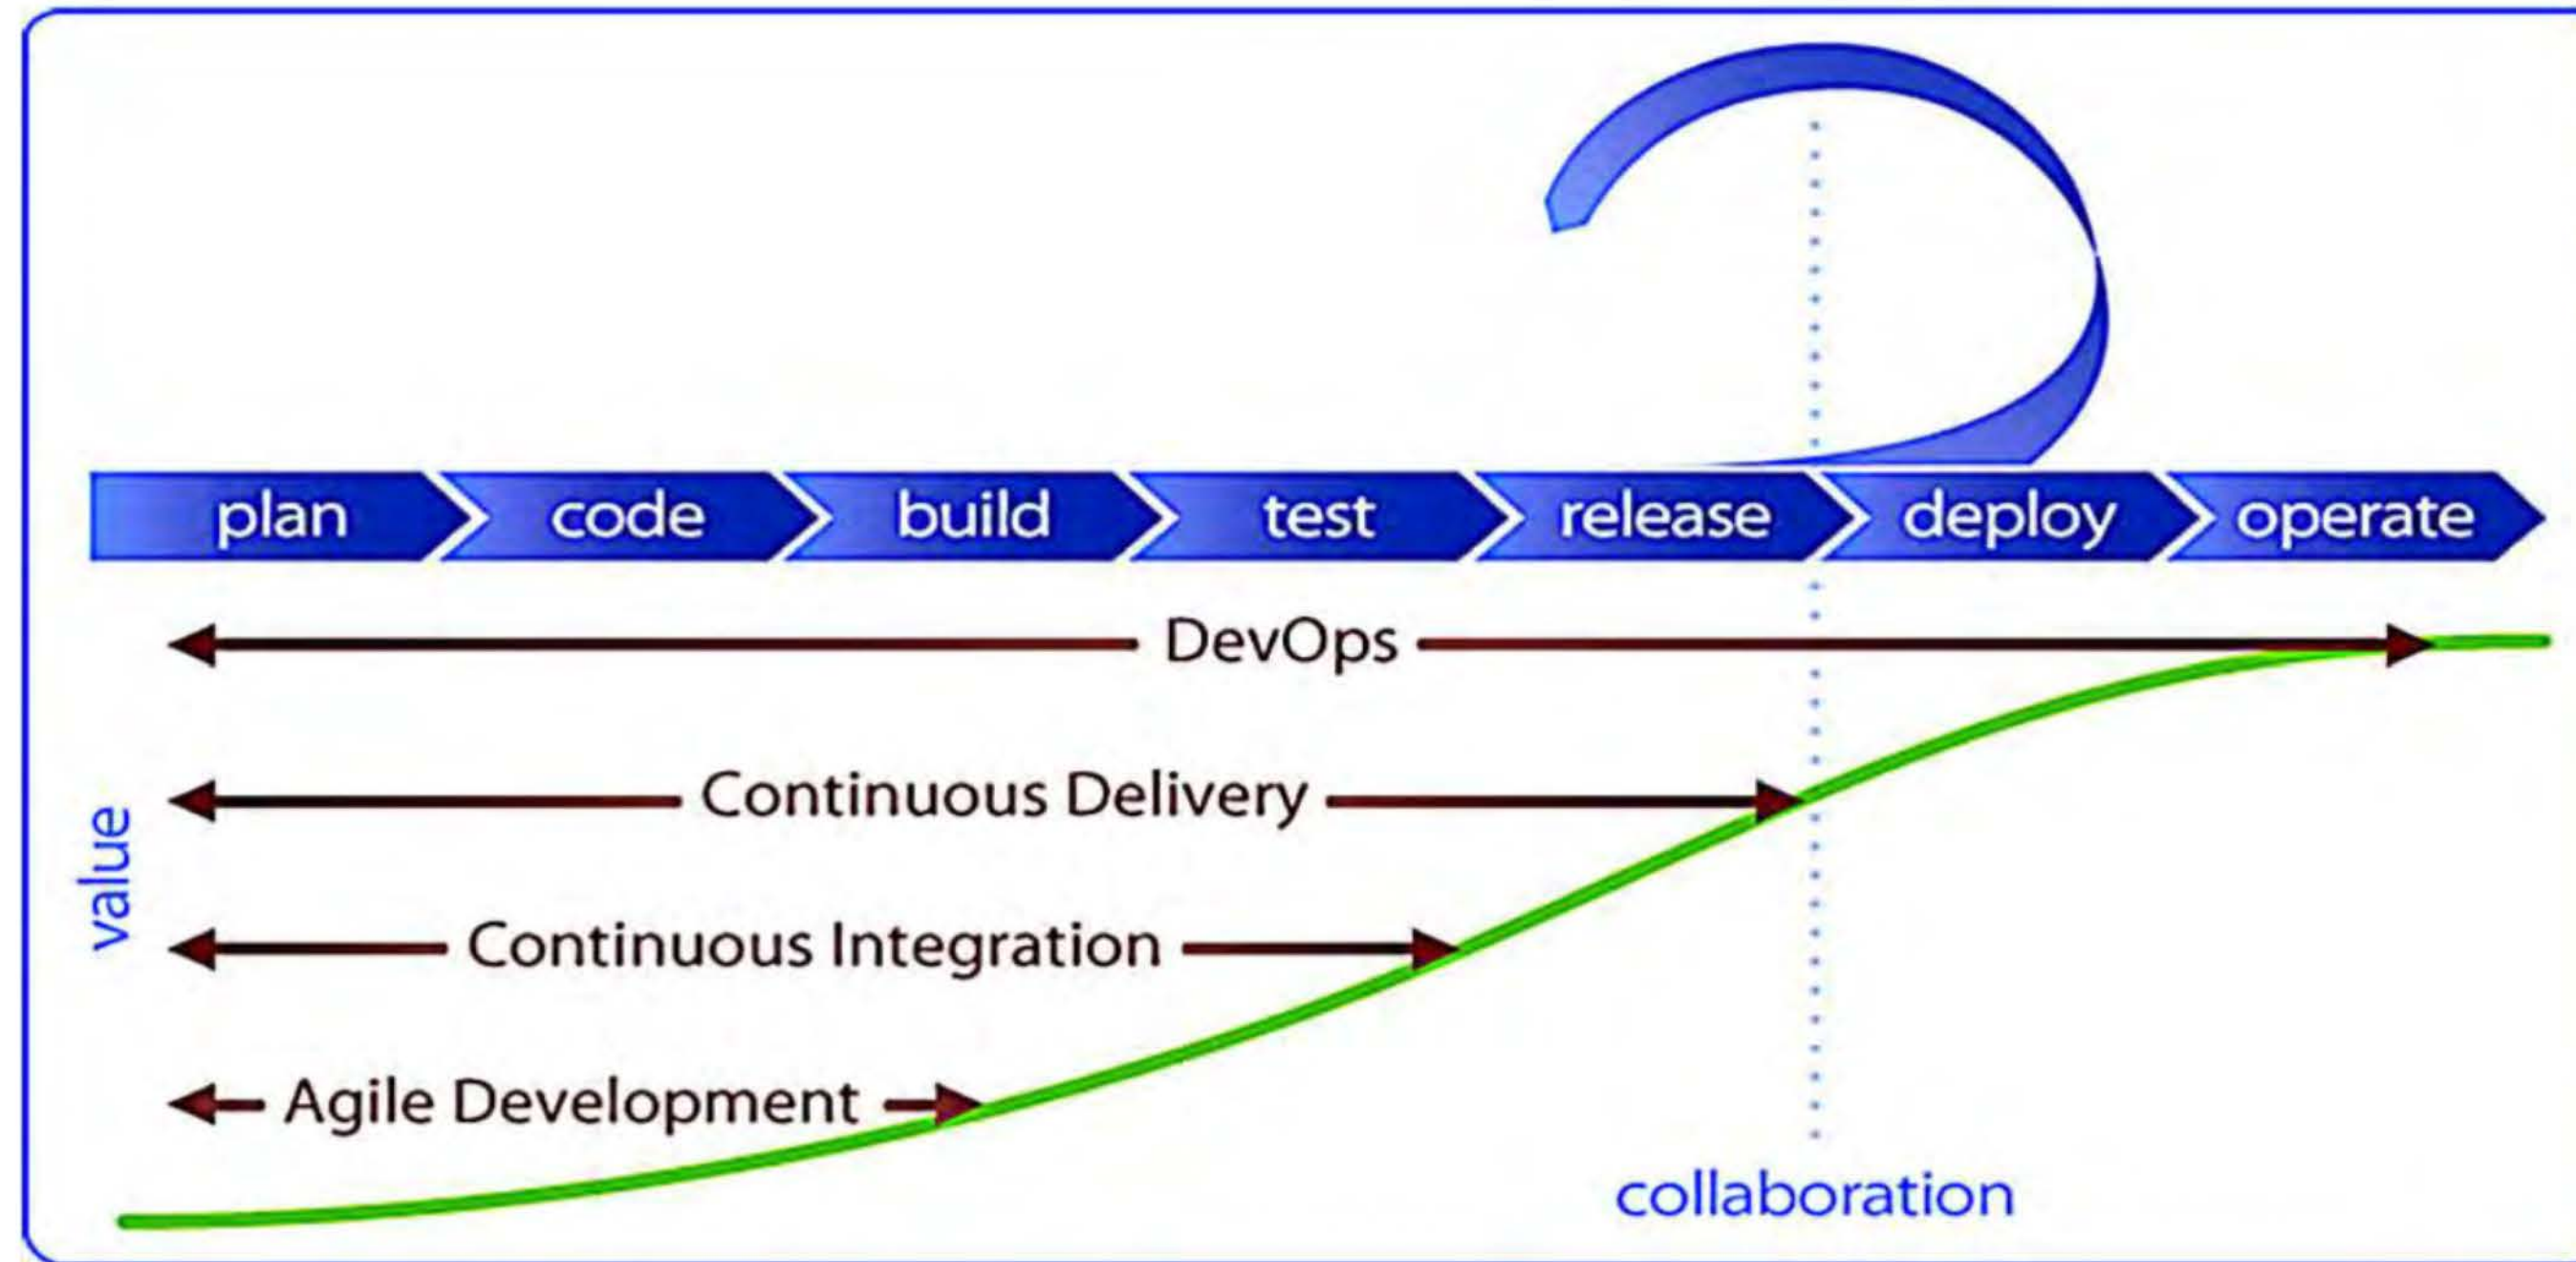 plan code build test release deploy operate
DevOps
Continuous Delivery
value
Continuous Integration
Agile Development
collaboration